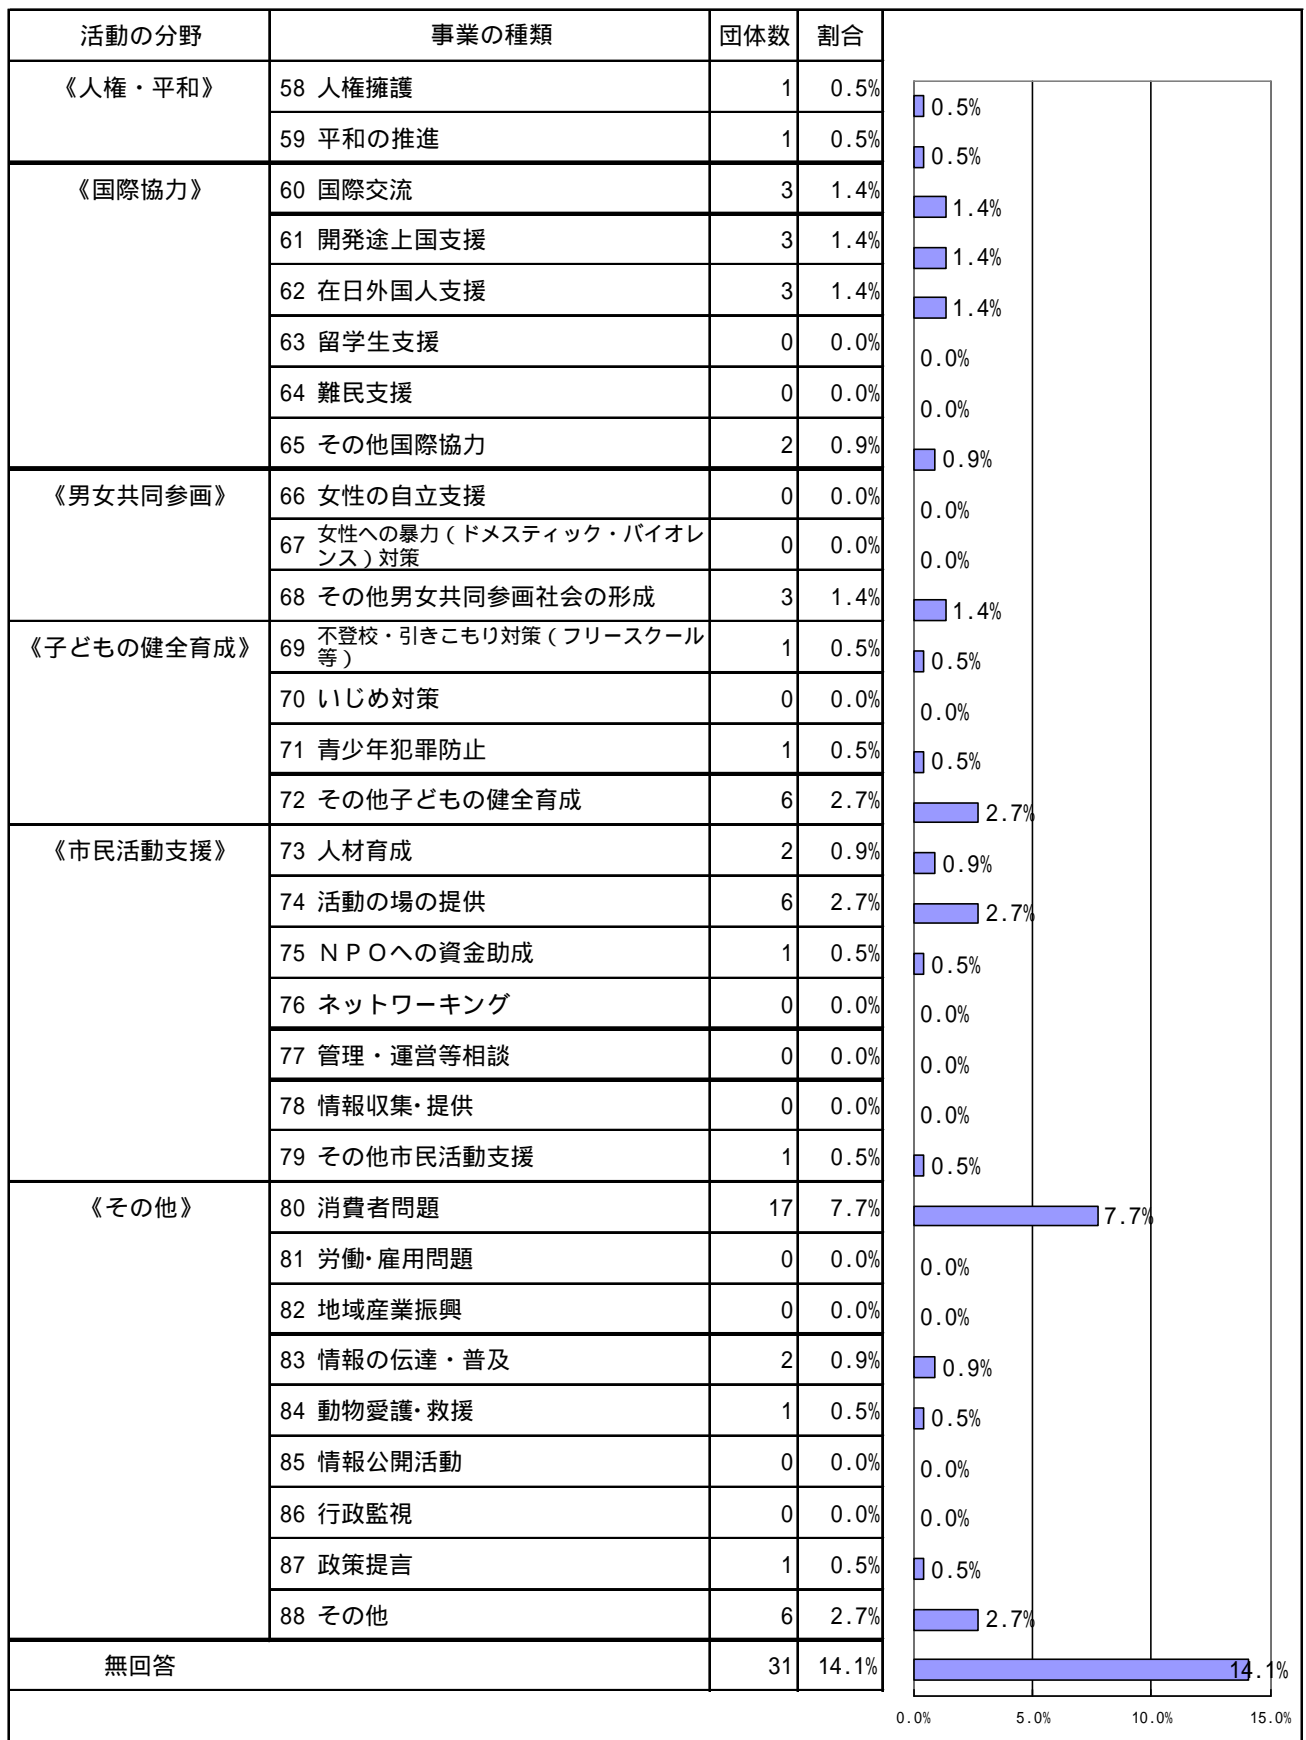 活動の分野 事業の種類 団体数 割合
《人権・平和》 58 人権擁護 1 0.5% 0.5%
59 平和の推進 1 0.5% 0.5%
《国際協力》 60 国際交流 3 1.4% 1.4%
61 開発途上国支援 3 1.4% 1.4%
62 在日外国人支援 3 1.4% 1.4%
63 留学生支援 0 0.0% 0.0%
64 難民支援 0 0.0% 0.0%
65 その他国際協力 2 0.9% 0.9%
《男女共同参画》 66 女性の自立支援 0 0.0% 0.0%
67 女性への暴力（ドメスティック・バイオレ
ンス）対策 0 0.0% 0.0%
68 その他男女共同参画社会の形成 3 1.4% 1.4%
《子どもの健全育成》 69 不登校・引きこもり対策（フリースクール
等） 1 0.5% 0.5%
70 いじめ対策 0 0.0% 0.0%
71 青少年犯罪防止 1 0.5% 0.5%
72 その他子どもの健全育成 6 2.7% 2.7%
《市民活動支援》 73 人材育成 2 0.9% 0.9%
74 活動の場の提供 6 2.7% 2.7%
75 ＮＰＯへの資金助成 1 0.5% 0.5%
76 ネットワーキング 0 0.0% 0.0%
77 管理・運営等相談 0 0.0% 0.0%
78 情報収集・提供 0 0.0% 0.0%
79 その他市民活動支援 1 0.5% 0.5%
《その他》 80 消費者問題 17 7.7% 7.7%
81 労働・雇用問題 0 0.0% 0.0%
82 地域産業振興 0 0.0% 0.0%
83 情報の伝達・普及 2 0.9% 0.9%
84 動物愛護・救援 1 0.5% 0.5%
85 情報公開活動 0 0.0% 0.0%
86 行政監視 0 0.0% 0.0%
87 政策提言 1 0.5% 0.5%
88 その他 6 2.7% 2.7%
無回答 31 14.1% 14.1%
0.0% 5.0% 10.0% 15.0%